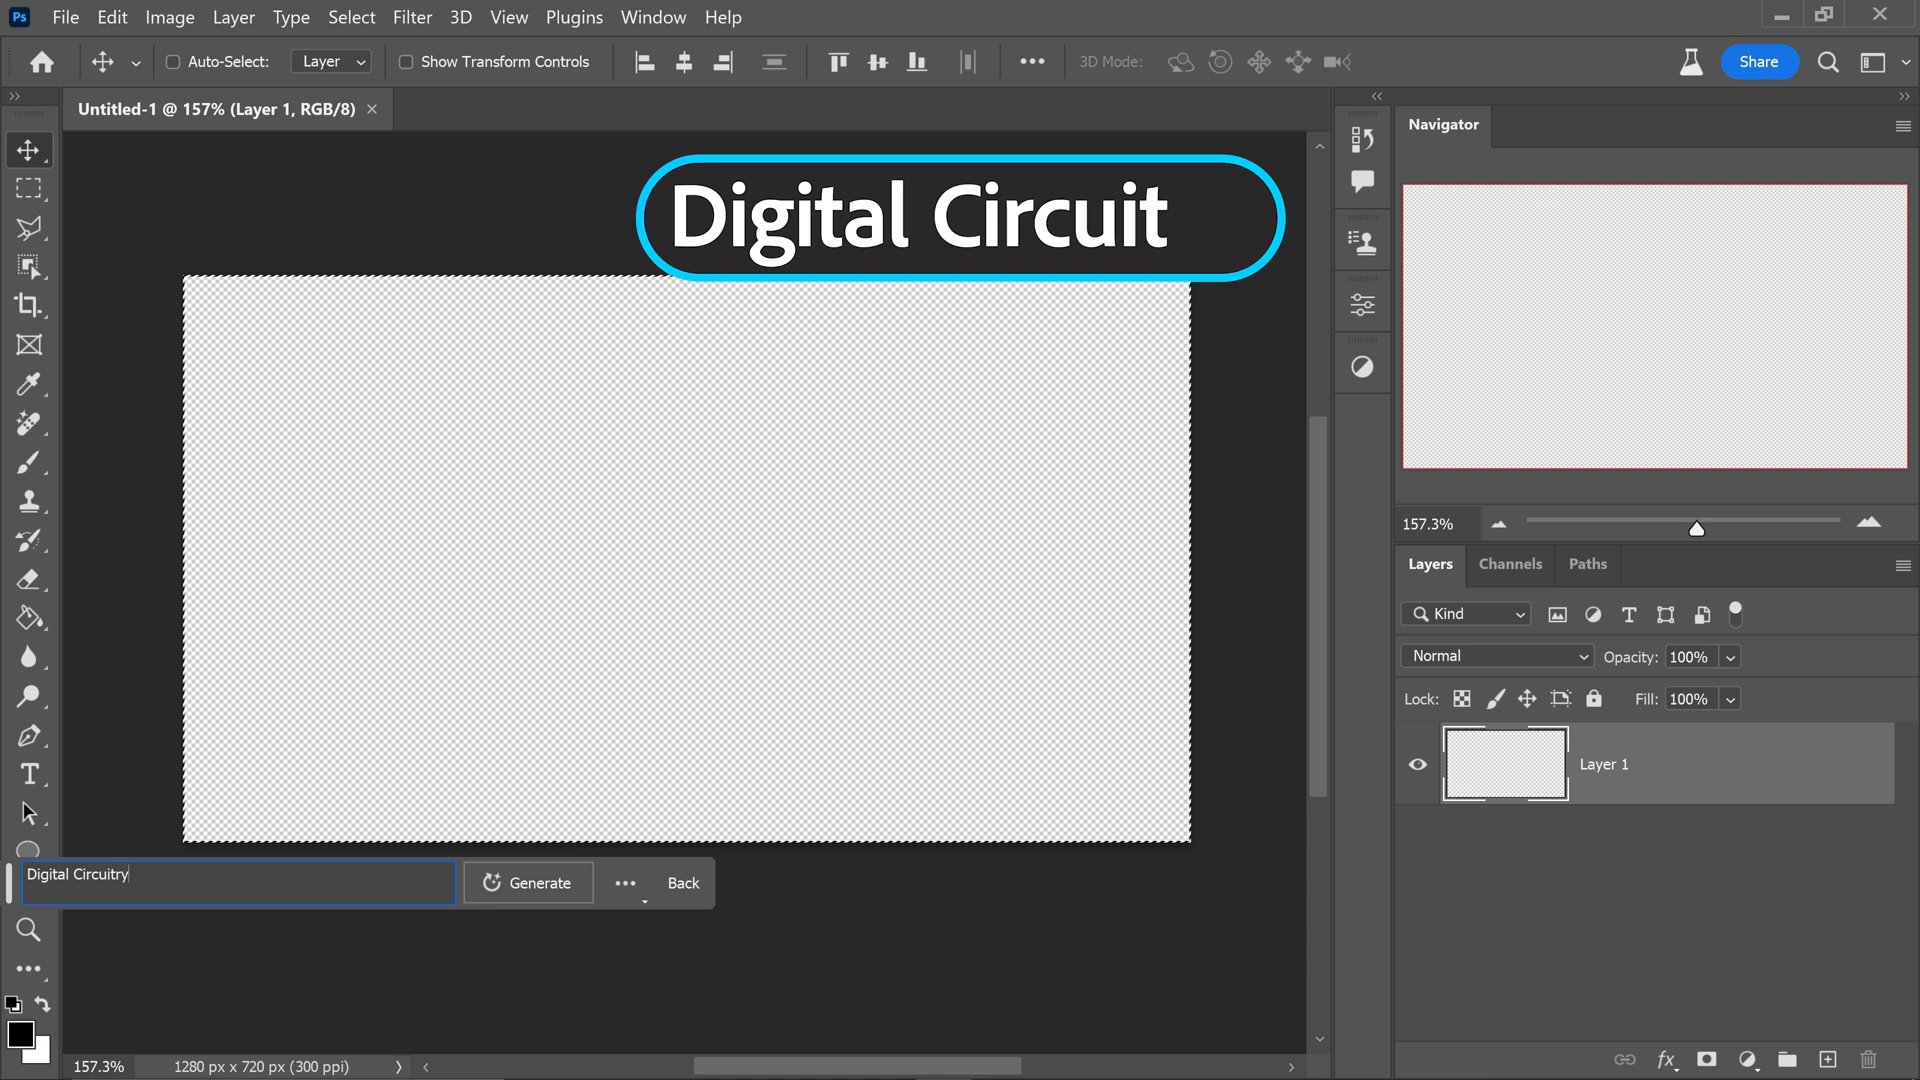 Ps File Edit Image Layer Type Select Filter 3D View Plugins Window Help
Auto-Select: Layer Show Transform Controls 3D Mode: Share
Untitled-1 @ 157% (Layer 1, RGB/8)
Digital Circuit
Navigator
157.3%
Layers Channels Paths
Kind
Normal Opacity: 100%
Lock: Fill: 100%
Layer 1
Digital Circuitry Generate Back
fx
157.3% 1280 px x 720 px (300 ppi)